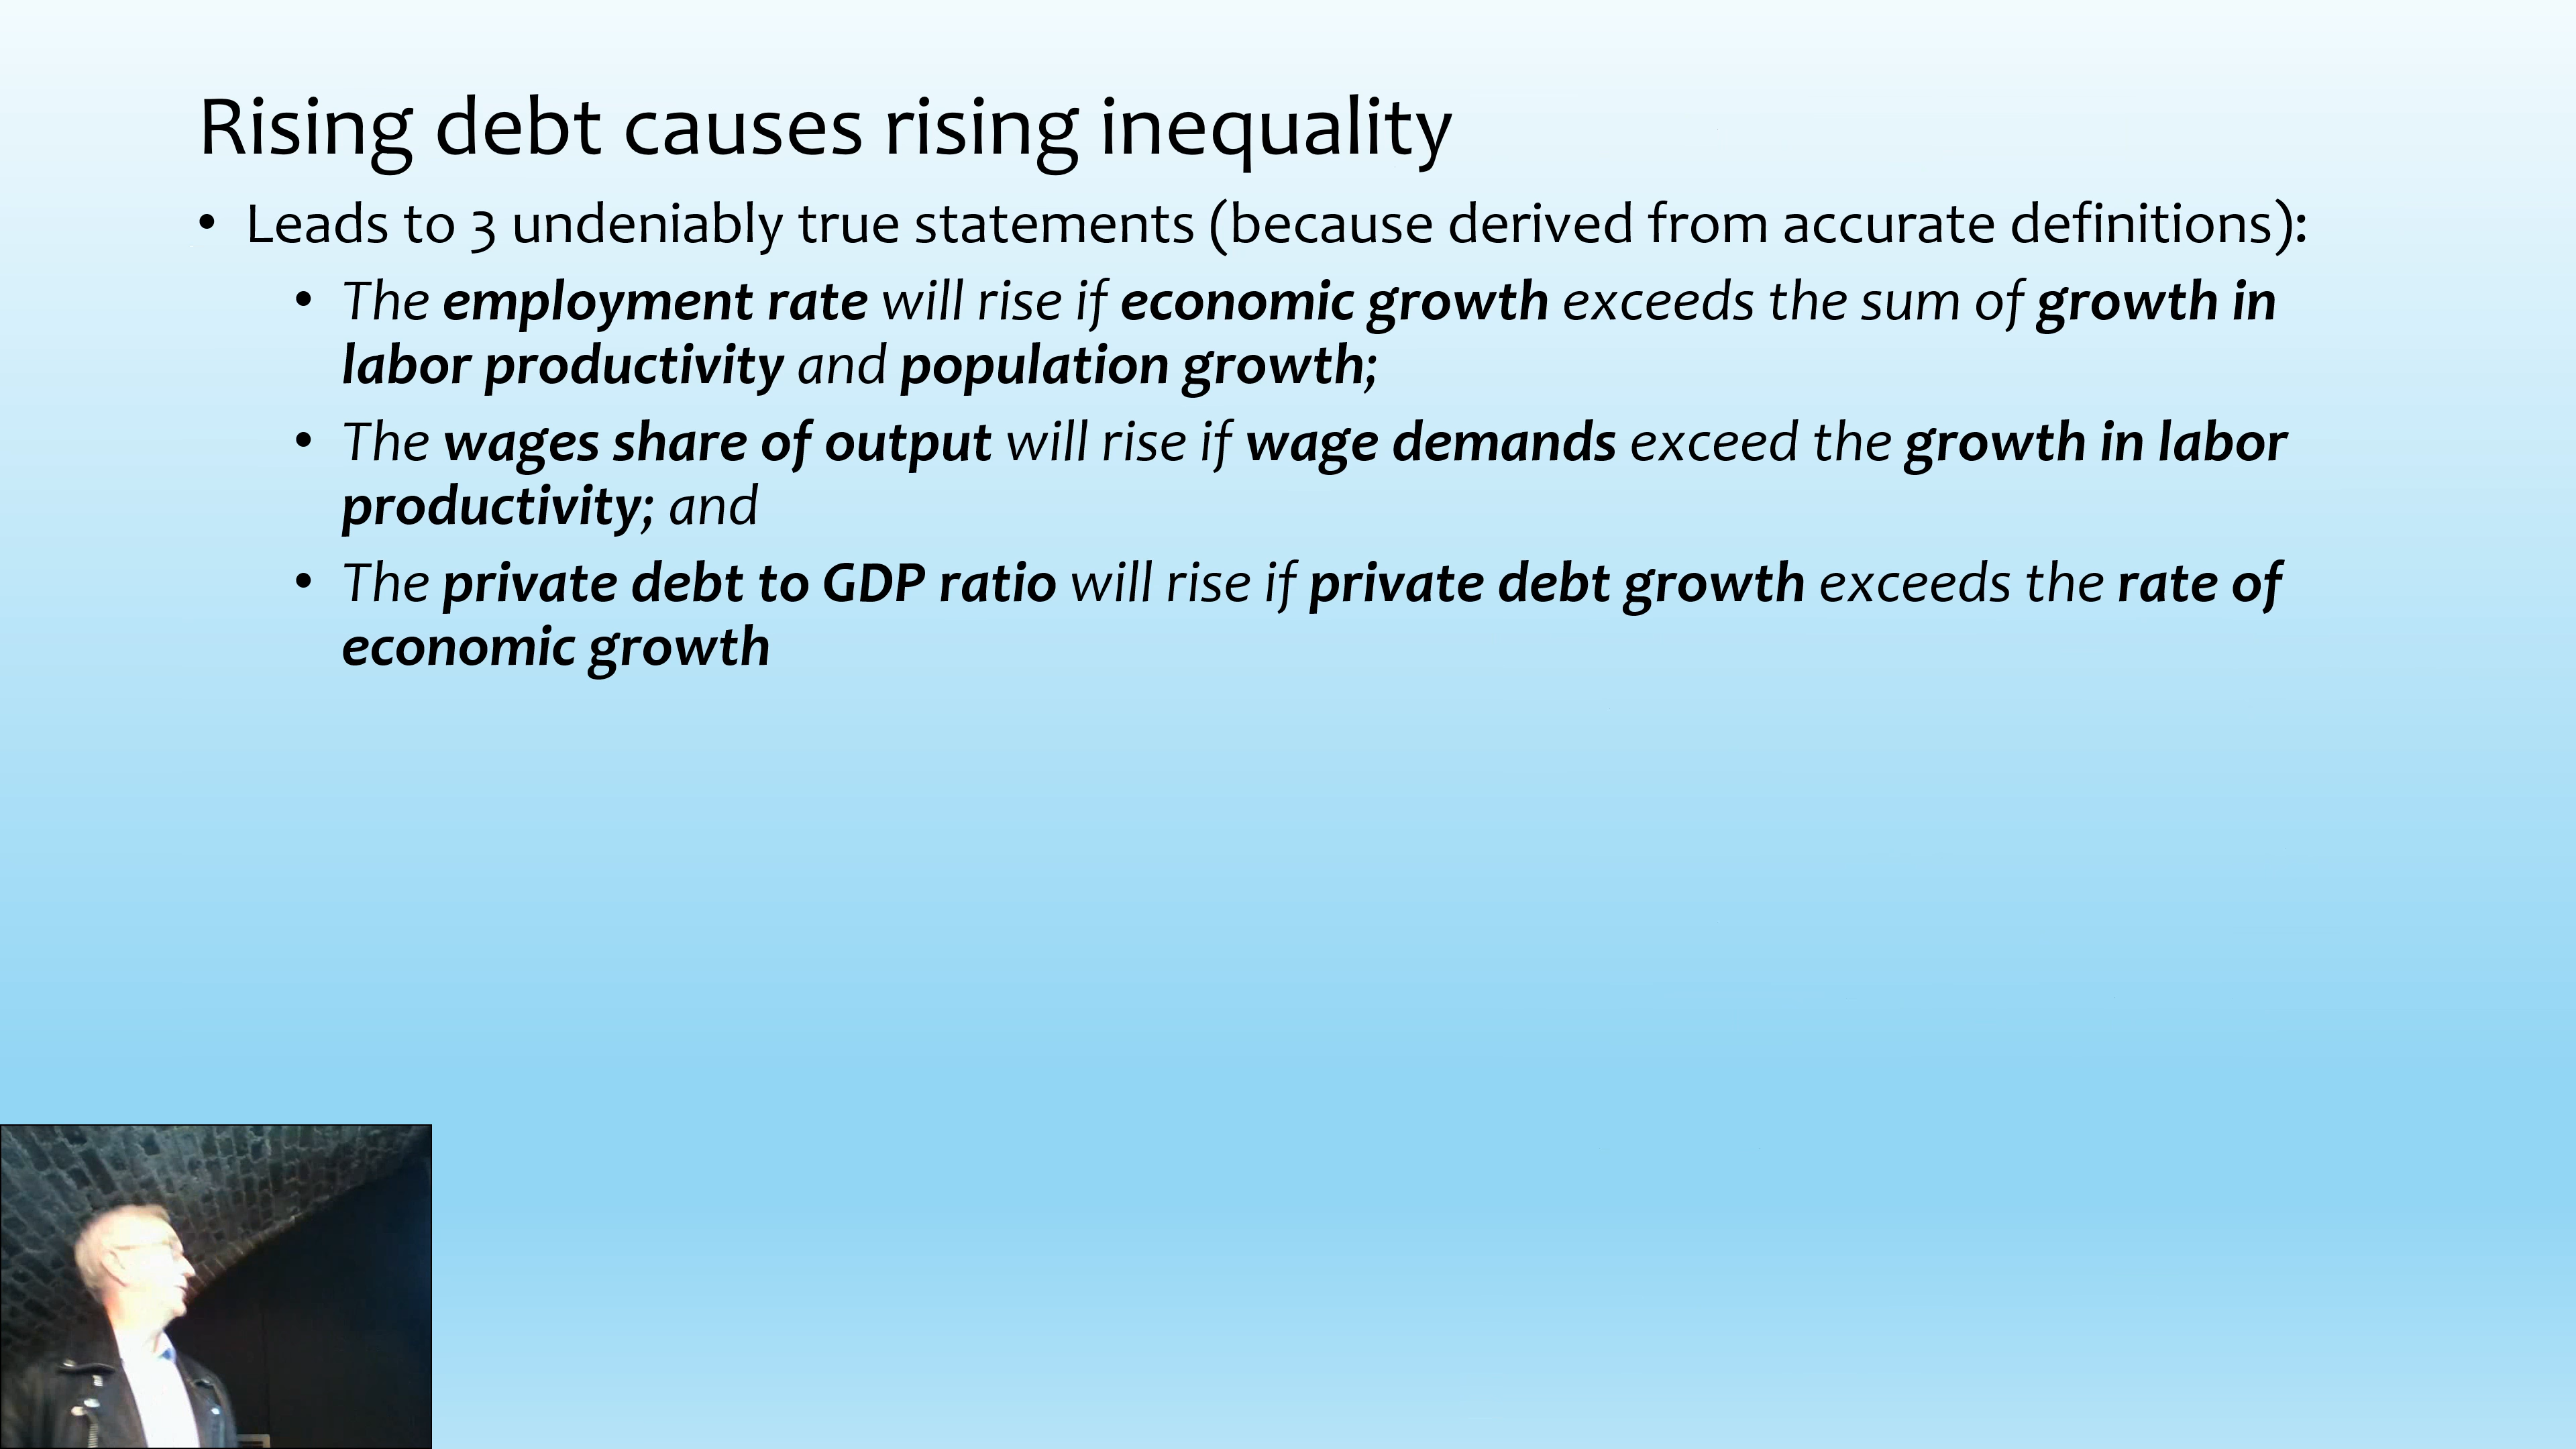 Rising debt causes rising inequality
• Leads to 3 undeniably true statements (because derived from accurate definitions):
• The employment rate will rise if economic growth exceeds the sum of growth in
labor productivity and population growth;
• The wages share of output will rise if wage demands exceed the growth in labor
productivity; and
• The private debt to GDP ratio will rise if private debt growth exceeds the rate of
economic growth